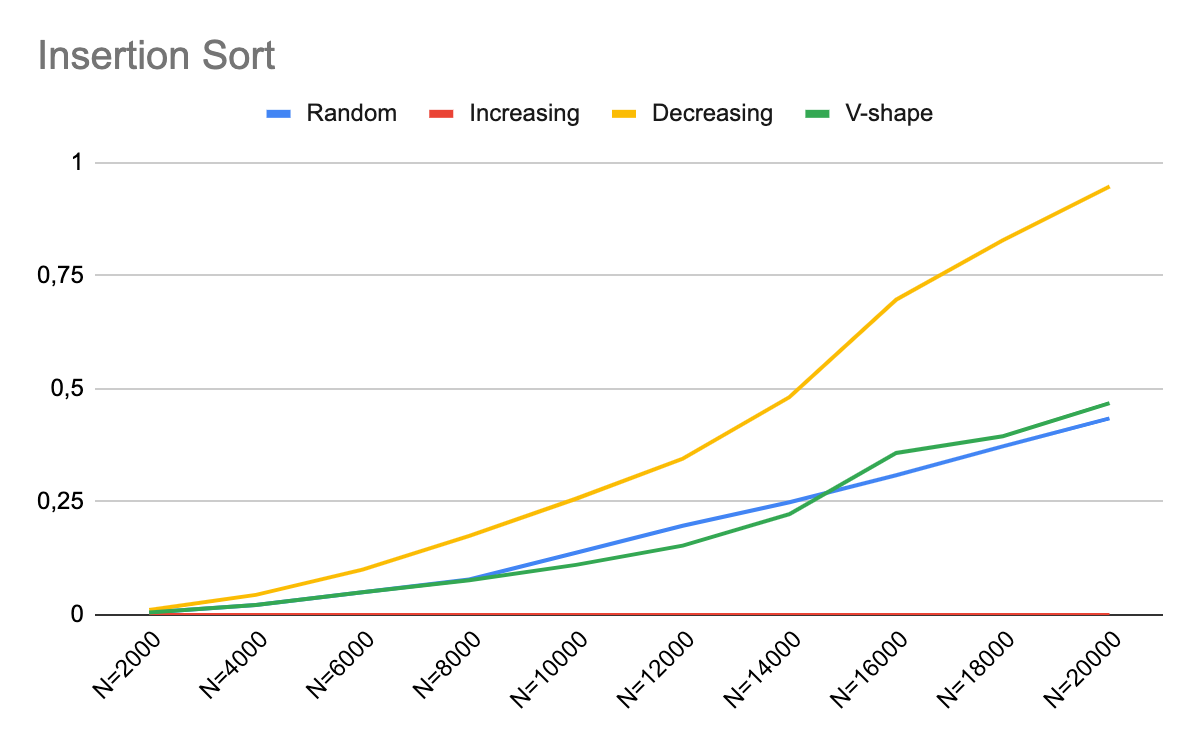 Insertion Sort
Random Increasing Decreasing V-shape
1
0,75
0,5
0,25
0
N=2000 N=4000 N=6000 N=8000 N=10000 N=12000 N=14000 N=16000 N=18000 N=20000